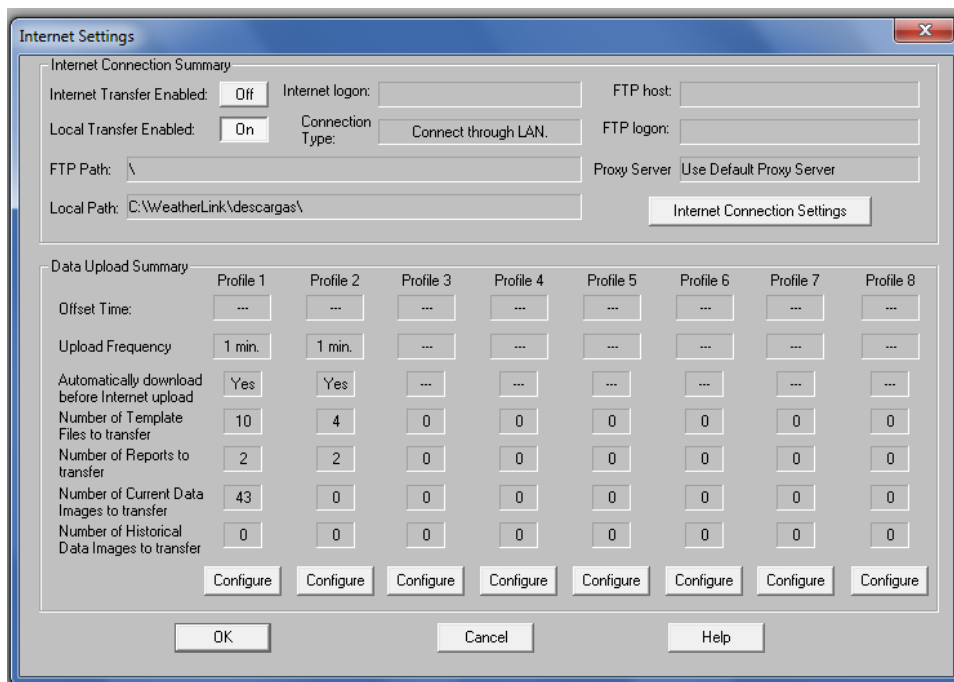 Internet Settings
Internet Connection Summary
Internet Transfer Enabled: Off Internet logon: FTP host:
Local Transfer Enabled: On Connection Type: Connect through LAN. FTP logon:
FTP Path: \ Proxy Server Use Default Proxy Server
Local Path: C:\WeatherLink\descargas\ Internet Connection Settings
Data Upload Summary
Profile 1 Profile 2 Profile 3 Profile 4 Profile 5 Profile 6 Profile 7 Profile 8
Offset Time: --- --- --- --- --- --- --- ---
Upload Frequency 1 min. 1 min. --- --- --- --- --- ---
Automatically download
before Internet upload Yes Yes --- --- --- --- --- ---
Number of Template
Files to transfer 10 4 0 0 0 0 0 0
Number of Reports to
transfer 2 2 0 0 0 0 0 0
Number of Current Data
Images to transfer 43 0 0 0 0 0 0 0
Number of Historical
Data Images to transfer 0 0 0 0 0 0 0 0
Configure Configure Configure Configure Configure Configure Configure Configure
OK Cancel Help